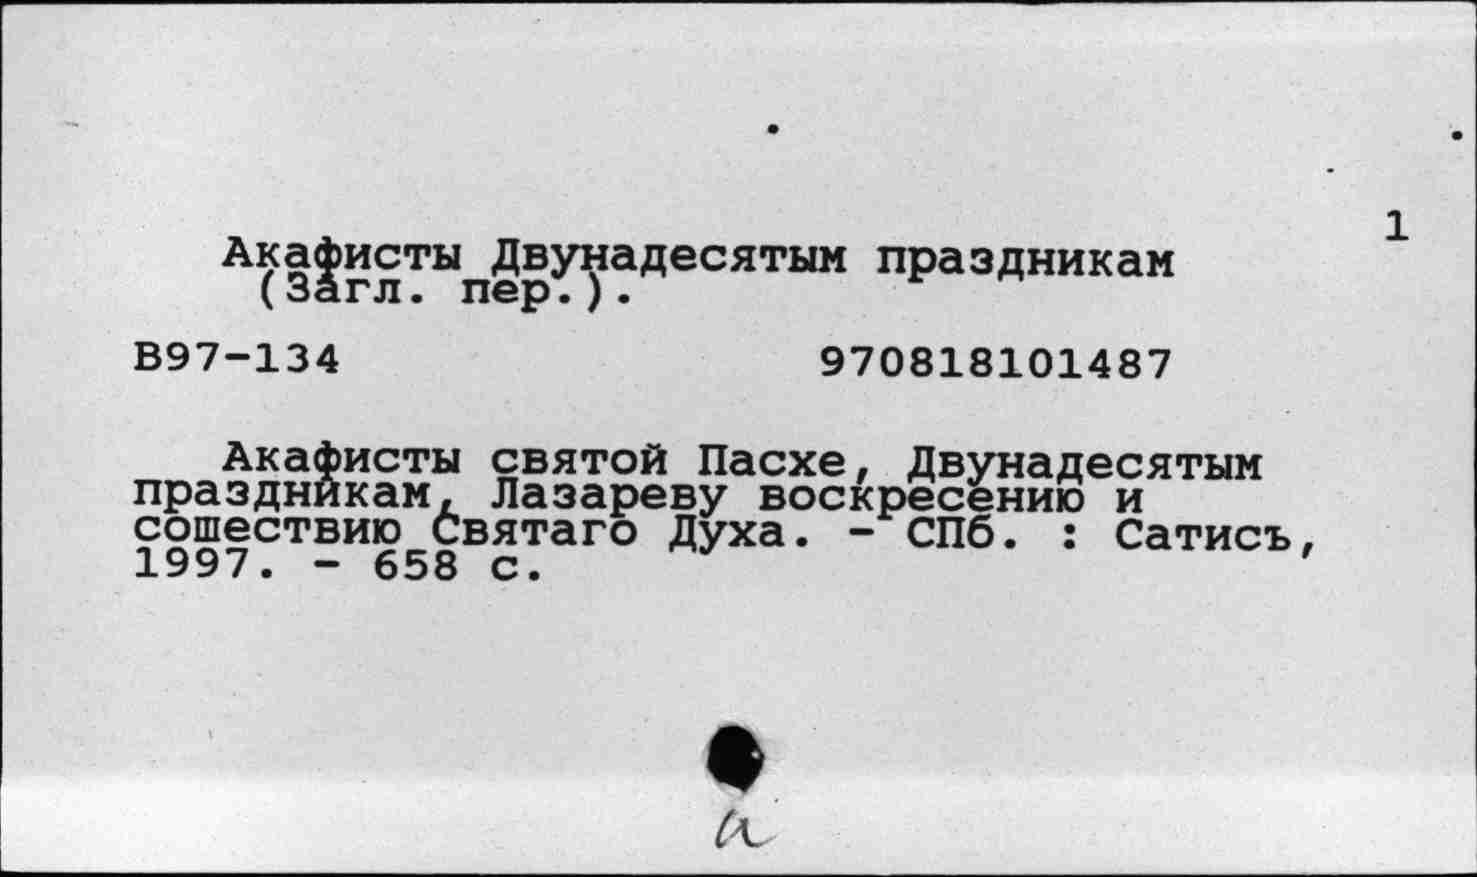 1
Акафисты Двунадесятым праздникам
(Загл. пер.).
В97-134 970818101487
Акафисты святой Пасхе, Двунадесятым
праздникам, Лазареву воскресению и
сошествию Святаго Духа. - СПб. : Сатисъ,
1997. - 658 с.